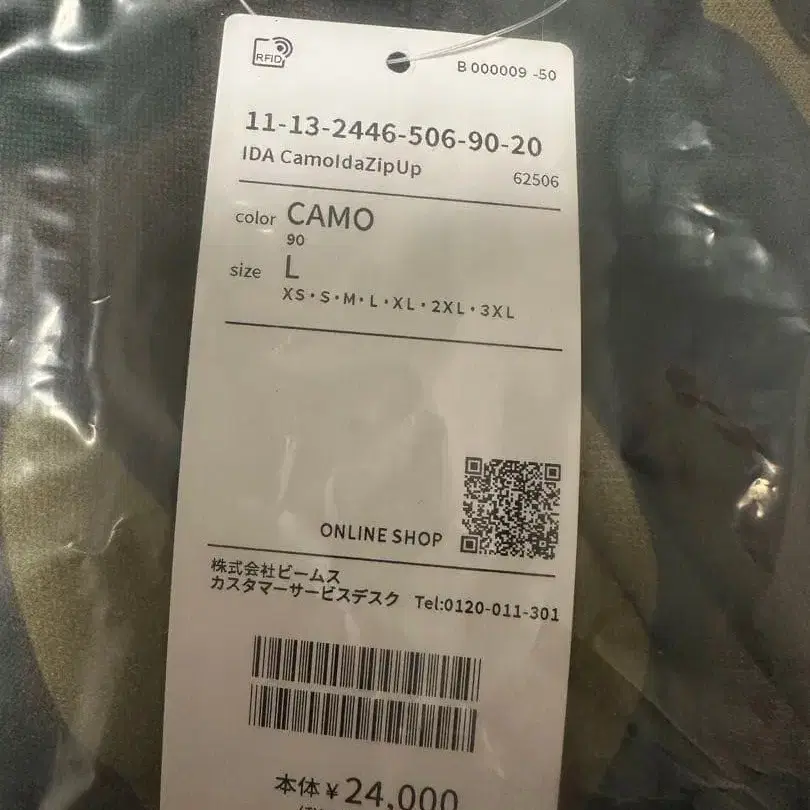 RFID
B 000009 -50
11-13-2446-506-90-20
IDA CamoIdaZipUp
62506
color CAMO
90
size L
XS・S・M・L・XL・2XL・3XL
ONLINE SHOP
株式会社ビームス
カスタマーサービスデスク Tel:0120-011-301
本体¥24,000